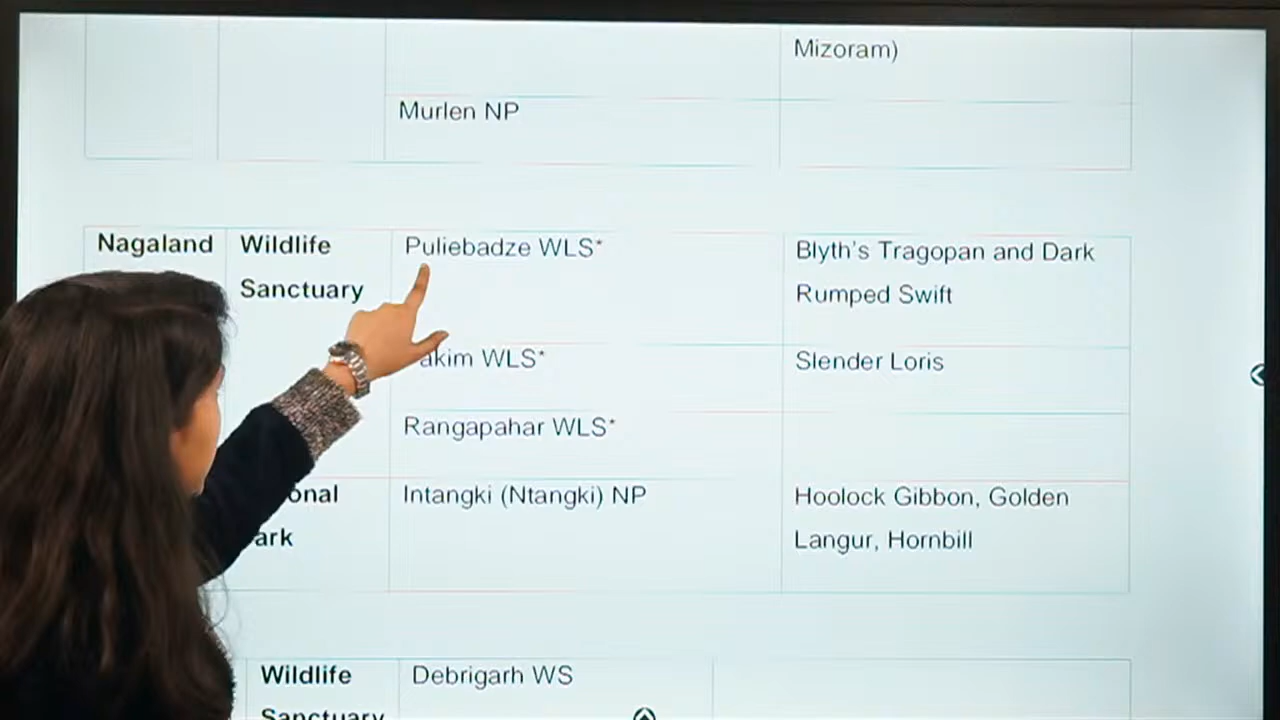 Mizoram)
Murlen NP
Nagaland
Wildlife
Sanctuary
Puliebadze WLS*
Blyth's Tragopan and Dark
Rumped Swift
akim WLS*
Slender Loris
Rangapahar WLS*
onal
ark
Intangki (Ntangki) NP
Hoolock Gibbon, Golden
Langur, Hornbill
Wildlife
Sanctuary
Debrigarh WS